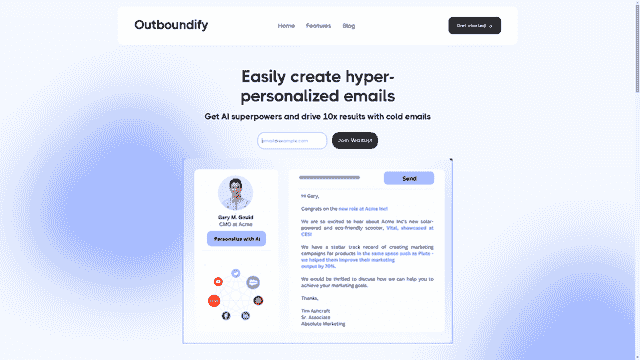 Outboundify
Home Features Blog
Get started
Easily create hyper-
personalized emails
Get AI superpowers and drive 10x results with cold emails
Join Waitlist
Send
Hi Gary,
Congrats on the new role at Acme Inc!
We are so excited to hear about Acme Inc's new solar-
powered and eco-friendly scooter, Vital, showcased at
CES!
We have a stellar track record of creating marketing
campaigns for products in the same space such as Pluto -
we helped them improve their marketing
output by 70%.
We would be thrilled to discuss how we can help you to
achieve your marketing goals.
Thanks,
Tim Ashcraft
Sr. Associate
Absolute Marketing
Gary M. Gould
CMO at Acme
Personalize with AI